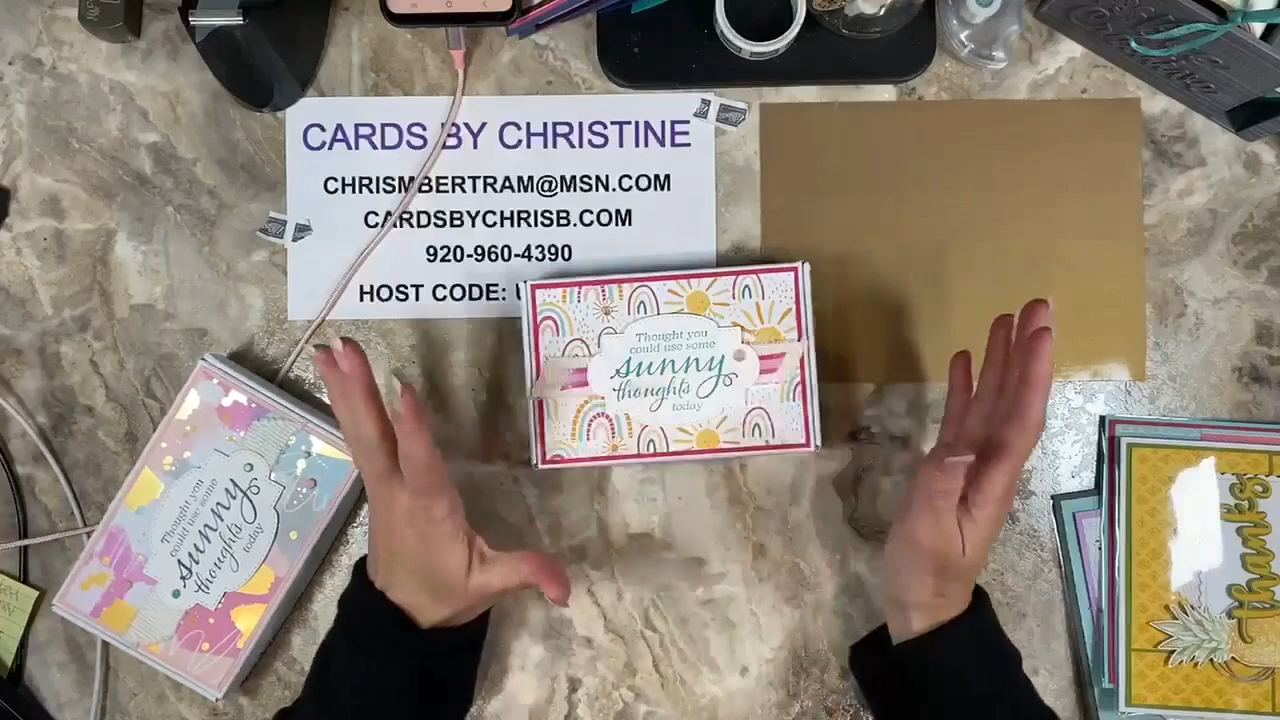 CARDS BY CHRISTINE
CHRISMBERTRAM@MSN.COM
CARDSBYCHRISB.COM
920-960-4390
HOST CODE:
Thought you
could use some
sunny
thoughts
today
Thought you
could use some
sunny
thoughts
today
thanks